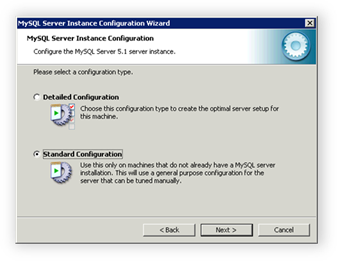 MySQL Server Instance Configuration Wizard
MySQL Server Instance Configuration
Configure the MySQL Server 5.1 server instance.
Please select a configuration type.
Detailed Configuration
Choose this configuration type to create the optimal server setup for
this machine.
Standard Configuration
Use this only on machines that do not already have a MySQL server
installation. This will use a general purpose configuration for the
server that can be tuned manually.
< Back
Next >
Cancel